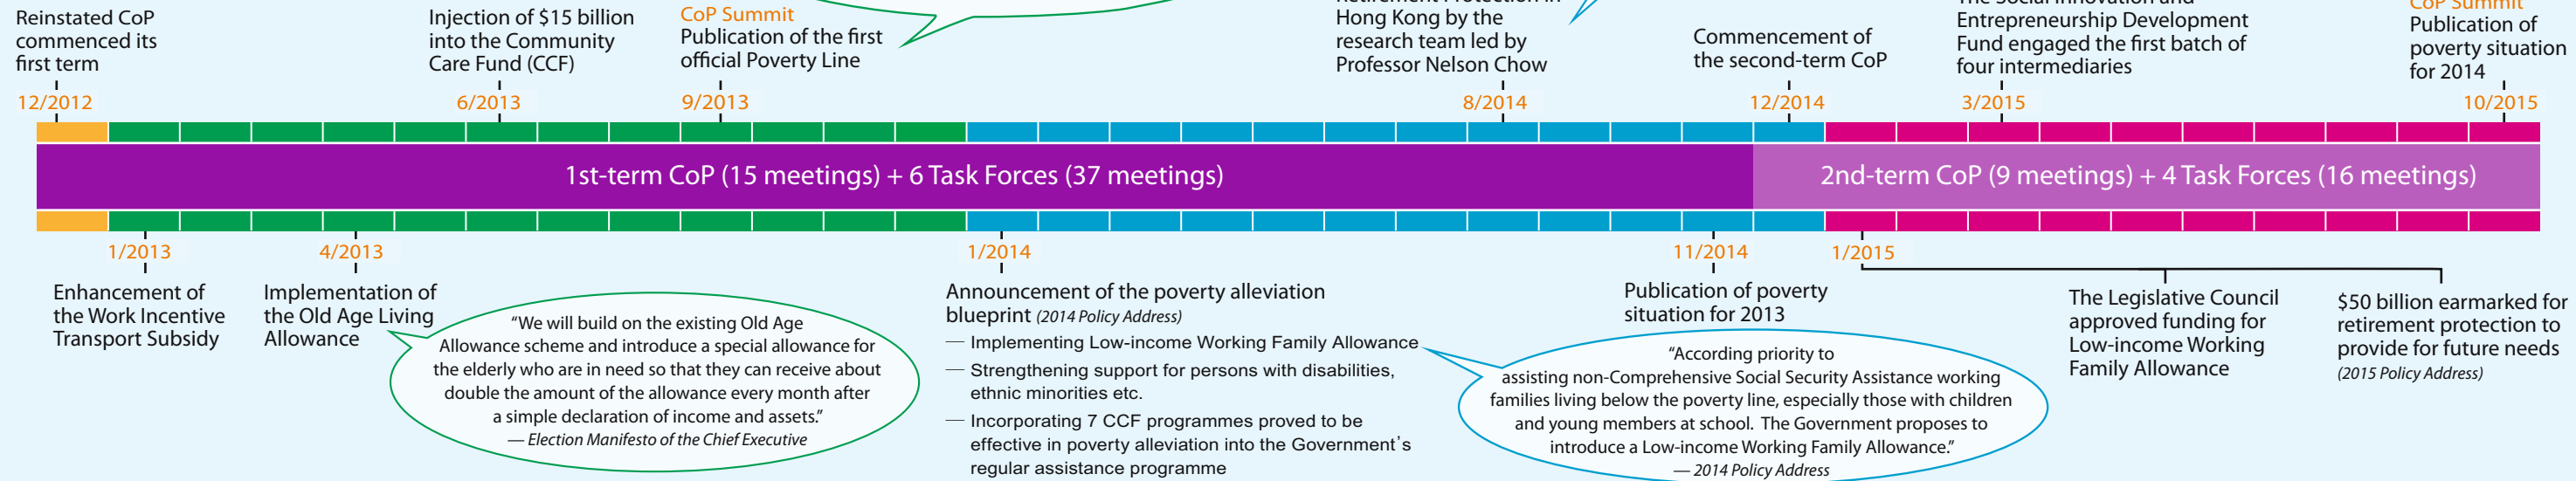 Reinstated CoP
commenced its
first term
12/2012
Injection of $15 billion
into the Community
Care Fund (CCF)
6/2013
CoP Summit
Publication of the first
official Poverty Line
9/2013
Retirement Protection in
Hong Kong by the
research team led by
Professor Nelson Chow
8/2014
Commencement of
the second-term CoP
12/2014
The Social Innovation and
Entrepreneurship Development
Fund engaged the first batch of
four intermediaries
3/2015
CoP Summit
Publication of
poverty situation
for 2014
10/2015
1st-term CoP (15 meetings) + 6 Task Forces (37 meetings)
2nd-term CoP (9 meetings) + 4 Task Forces (16 meetings)
1/2013
Enhancement of
the Work Incentive
Transport Subsidy
4/2013
Implementation of
the Old Age Living
Allowance
“We will build on the existing Old Age
Allowance scheme and introduce a special allowance for
the elderly who are in need so that they can receive about
double the amount of the allowance every month after
a simple declaration of income and assets.”
— Election Manifesto of the Chief Executive
1/2014
Announcement of the poverty alleviation
blueprint (2014 Policy Address)
— Implementing Low-income Working Family Allowance
— Strengthening support for persons with disabilities,
ethnic minorities etc.
— Incorporating 7 CCF programmes proved to be
effective in poverty alleviation into the Government’s
regular assistance programme
11/2014
Publication of poverty
situation for 2013
“According priority to
assisting non-Comprehensive Social Security Assistance working
families living below the poverty line, especially those with children
and young members at school. The Government proposes to
introduce a Low-income Working Family Allowance.”
— 2014 Policy Address
1/2015
The Legislative Council
approved funding for
Low-income Working
Family Allowance
$50 billion earmarked for
retirement protection to
provide for future needs
(2015 Policy Address)